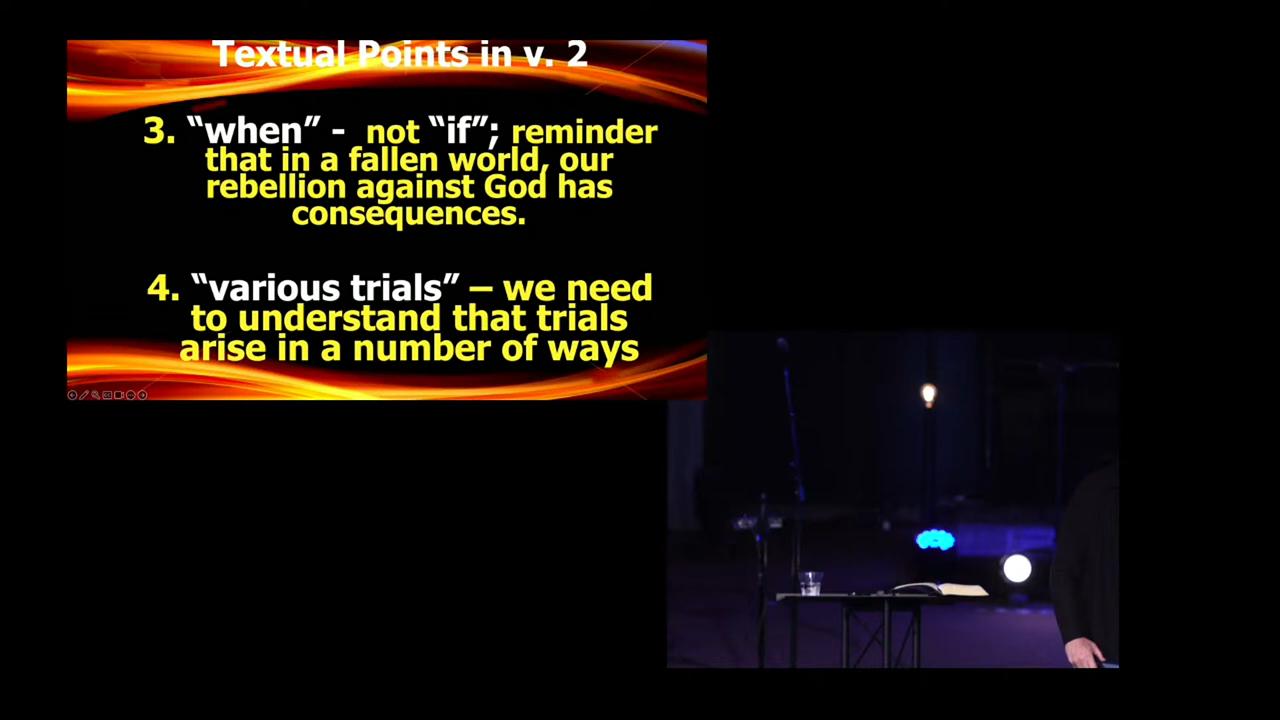 Textual Points in v. 2
3. “when” - not “if”; reminder
that in a fallen world, our
rebellion against God has
consequences.
4. “various trials” – we need
to understand that trials
arise in a number of ways